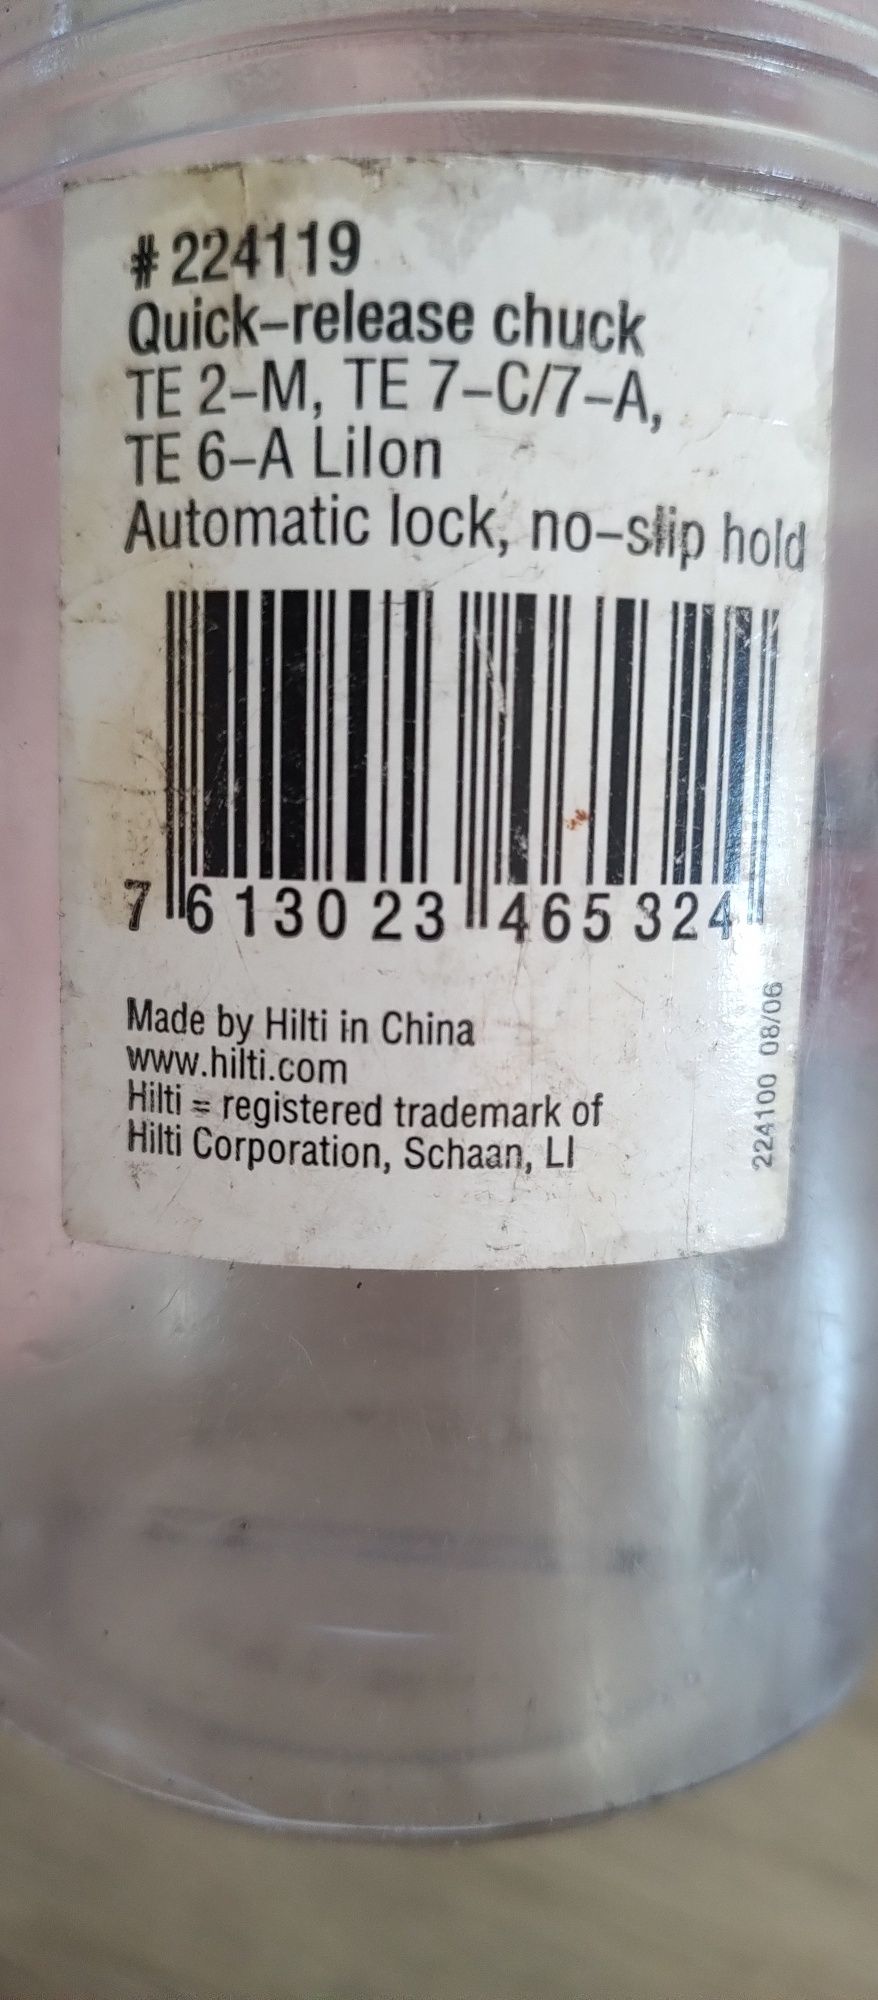 # 224119
Quick-release chuck
TE 2-M, TE 7-C/7-A,
TE 6-A LiIon
Automatic lock, no-slip hold
7 613023 465324
Made by Hilti in China
www.hilti.com
Hilti = registered trademark of
Hilti Corporation, Schaan, LI
224100 08/06